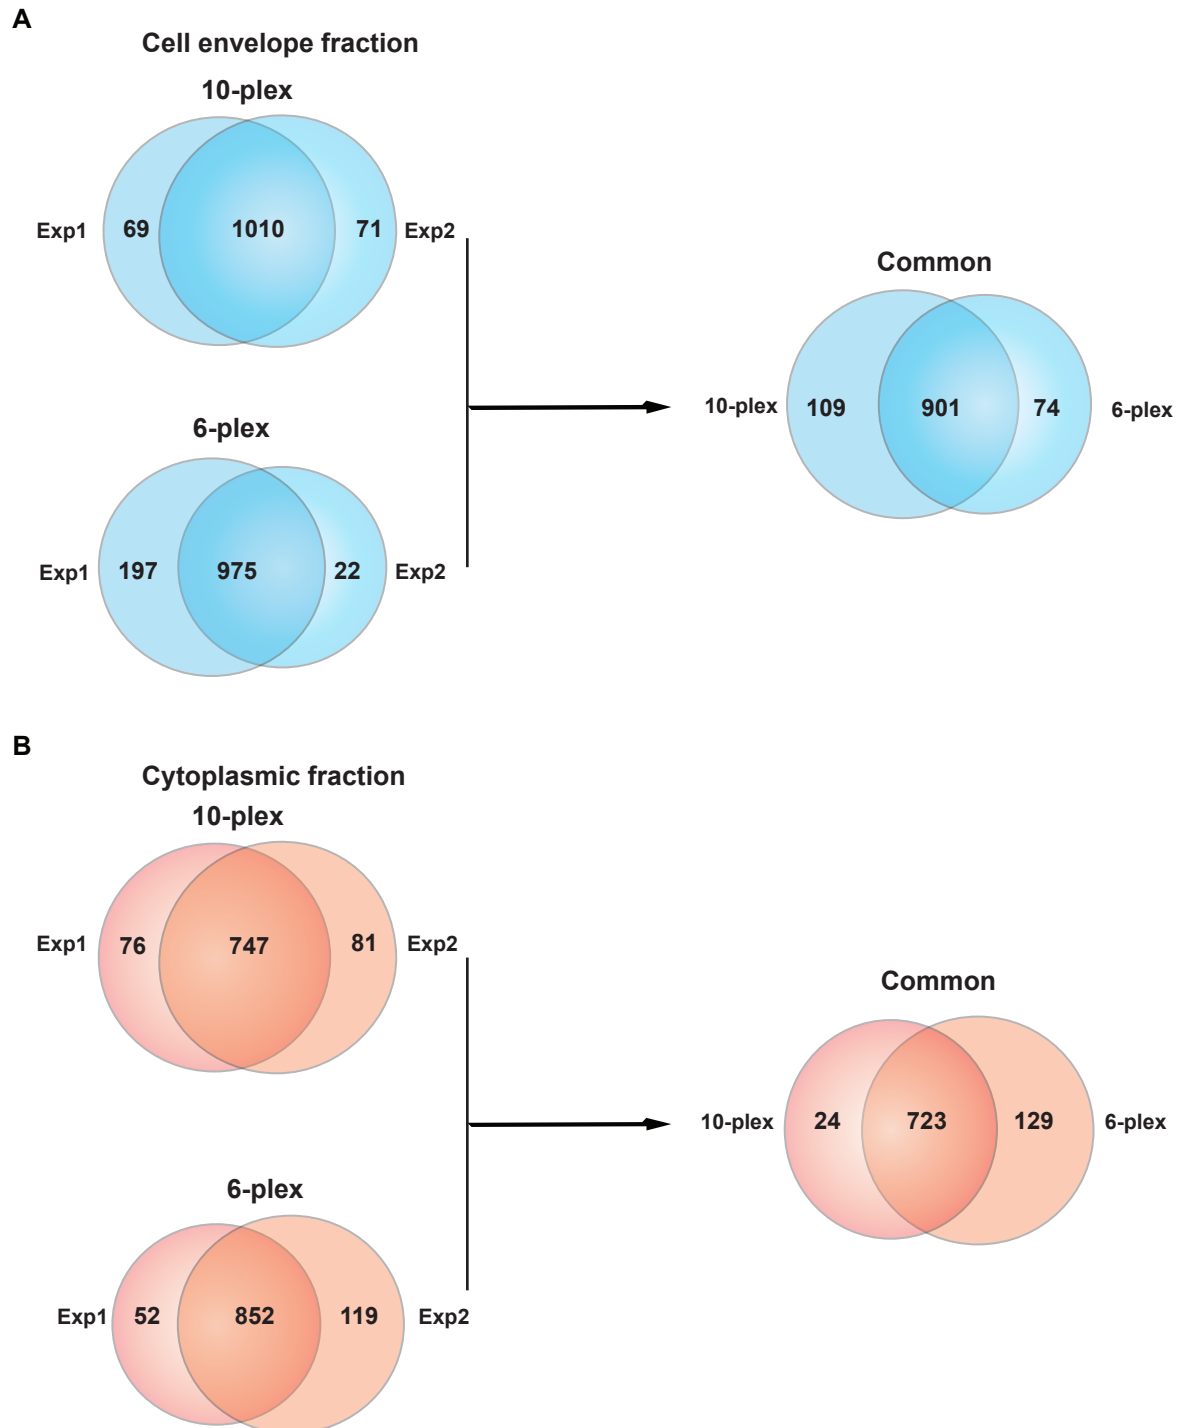 A
Cell envelope fraction
10-plex
Exp1 69 1010 71 Exp2
Common
10-plex 109 901 74 6-plex
6-plex
Exp1 197 975 22 Exp2
B
Cytoplasmic fraction
10-plex
Exp1 76 747 81 Exp2
Common
10-plex 24 723 129 6-plex
6-plex
Exp1 52 852 119 Exp2